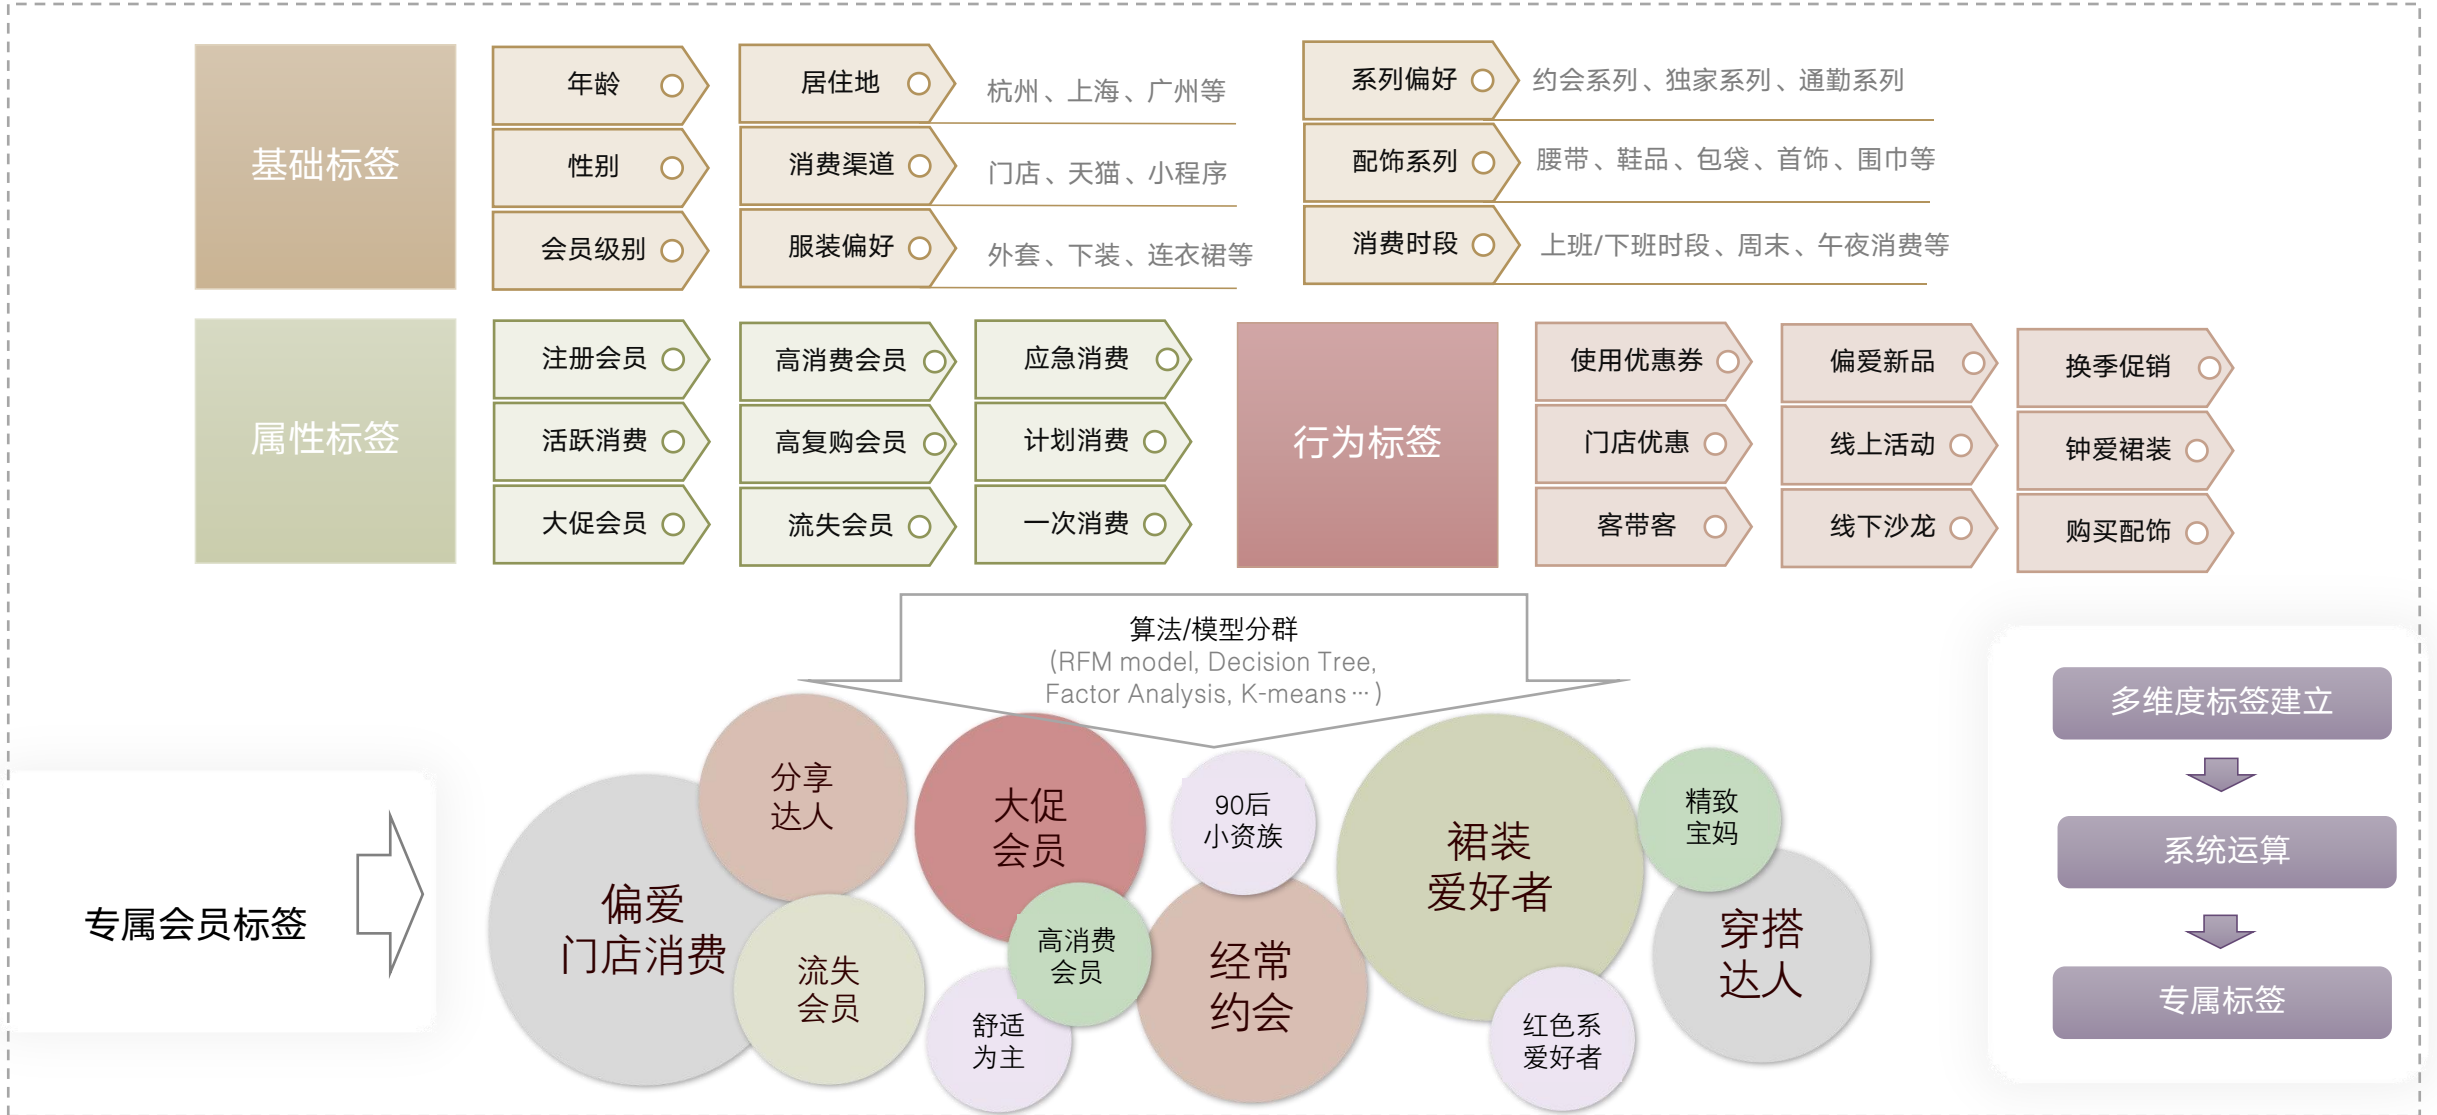 基础标签
年龄
性别
会员级别
居住地
杭州、上海、广州等
消费渠道
门店、天猫、小程序
服装偏好
外套、下装、连衣裙等
系列偏好
约会系列、独家系列、通勤系列
配饰系列
腰带、鞋品、包袋、首饰、围巾等
消费时段
上班/下班时段、周末、午夜消费等
属性标签
注册会员
活跃消费
大促会员
高消费会员
高复购会员
流失会员
应急消费
计划消费
一次消费
行为标签
使用优惠券
门店优惠
客带客
偏爱新品
线上活动
线下沙龙
换季促销
钟爱裙装
购买配饰
算法/模型分群
(RFM model, Decision Tree,
Factor Analysis, K-means…)
专属会员标签
偏爱
门店消费
分享
达人
流失
会员
大促
会员
高消费
会员
舒适
为主
90后
小资族
经常
约会
裙装
爱好者
红色系
爱好者
精致
宝妈
穿搭
达人
多维度标签建立
系统运算
专属标签